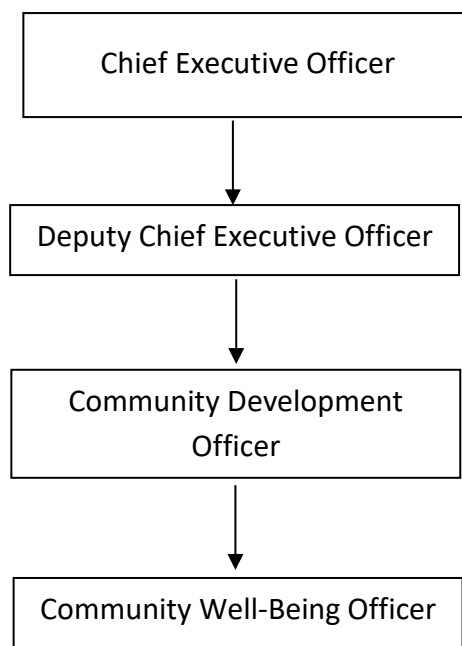 Chief Executive Officer
Deputy Chief Executive Officer
Community Development
Officer
Community Well-Being Officer